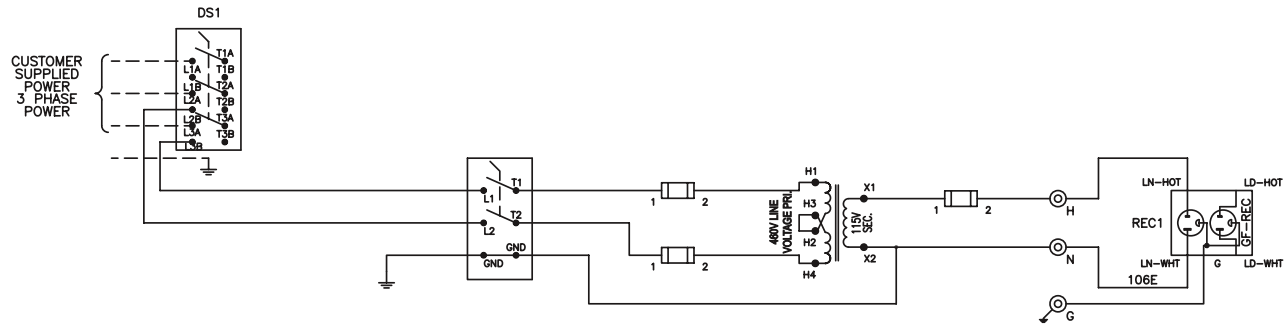 DS1
CUSTOMER
SUPPLIED
POWER
3 PHASE
POWER
T1A
L1A
T1B
L1B
T2A
L2A
T2B
L2B
T3A
L3A
T3B
L3B
L1
T1
L2
T2
GND
GND
1
2
1
2
460V LINE
VOLTAGE PRI.
H1
H3
H2
H4
115V
SEC.
X1
X2
1
2
H
N
G
LN-HOT
LD-HOT
REC1
GF-REC
LN-WHT
G
LD-WHT
106E